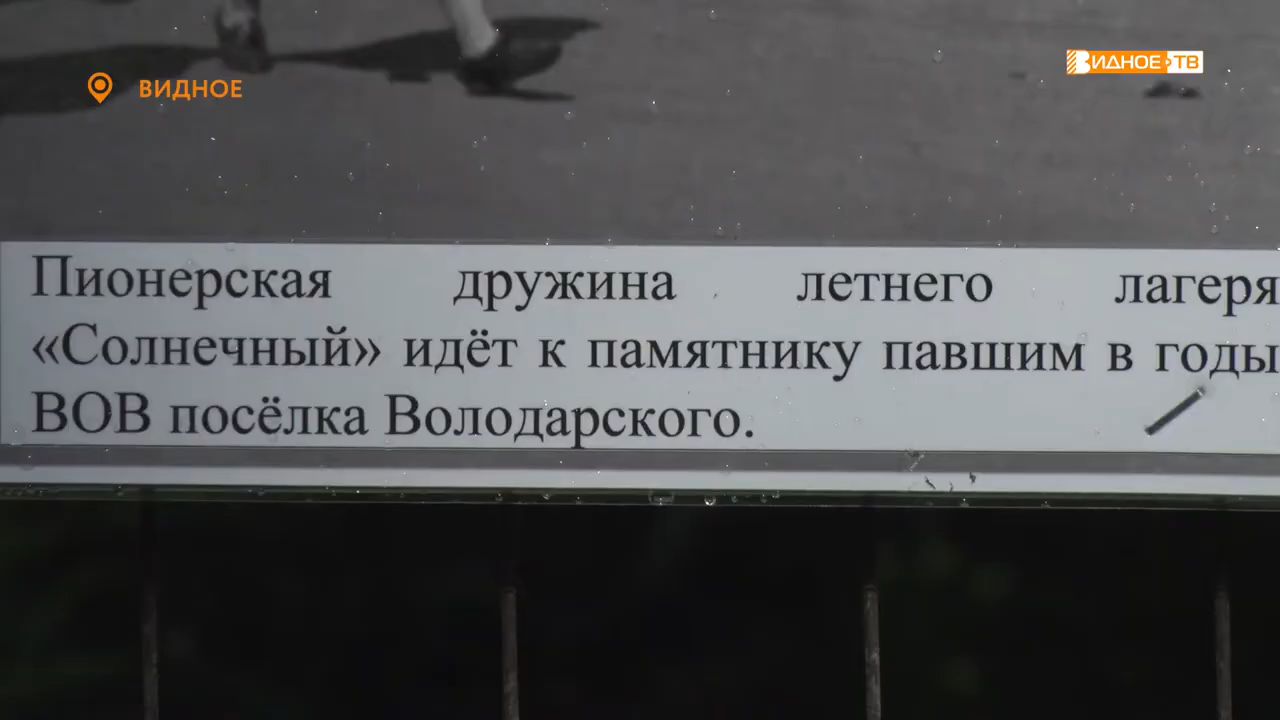 ВИДНОЕ
ВИДНОЕ ТВ
Пионерская дружина летнего лагеря
«Солнечный» идёт к памятнику павшим в годы
ВОВ посёлка Володарского.